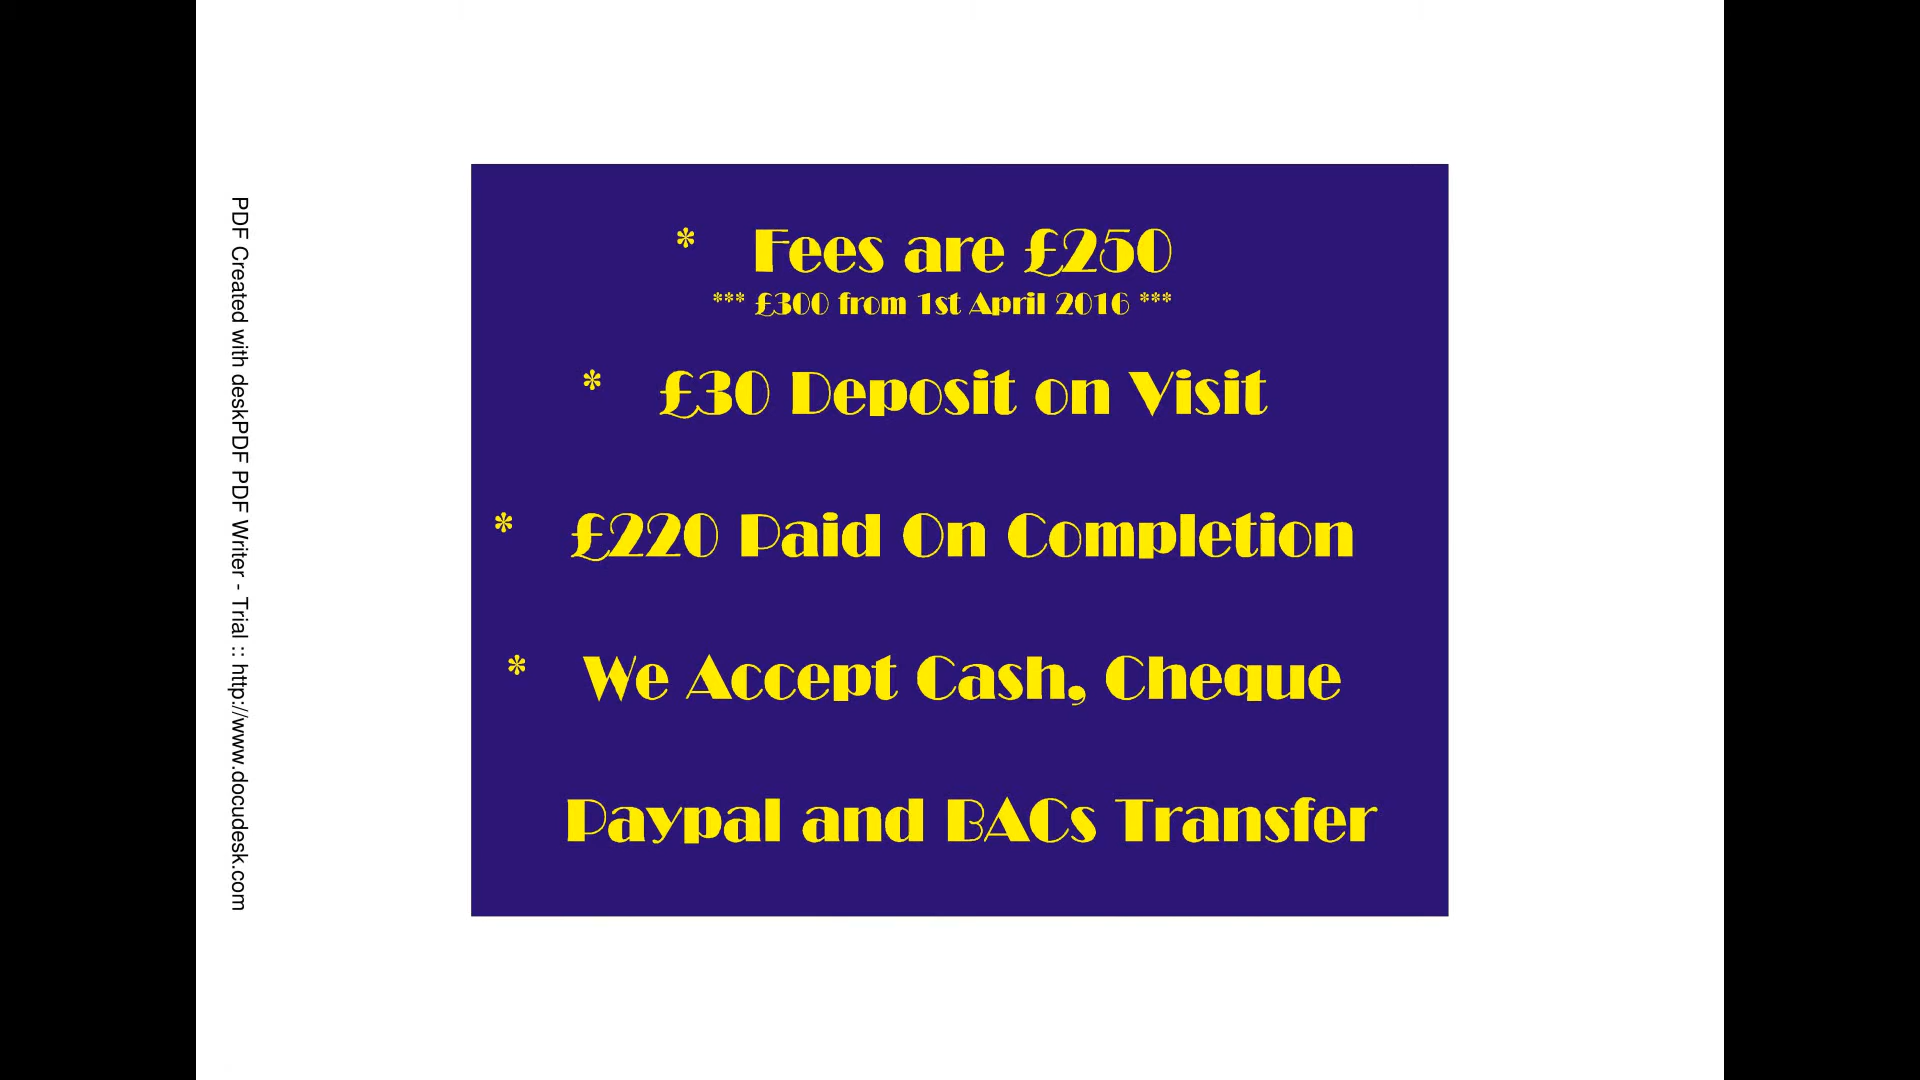 * Fees are £250
*** £300 from 1st April 2016 ***
* £30 Deposit on Visit
* £220 Paid On Completion
* We Accept Cash, Cheque
Paypal and BACs Transfer
PDF Created with deskPDF PDF Writer - Trial :: http://www.docudesk.com